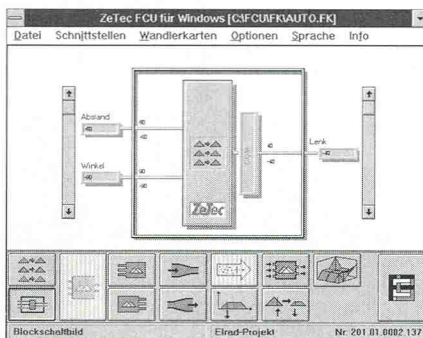 ZeTec FCU für Windows [C:\FCU\FK\AUTO.FK]
Datei Schnittstellen Wandlerkarten Optionen Sprache Info
Abstand
Winkel
Lenk
ZeTec
Blockschaltbild Elrad-Projekt Nr. 201.01.0002.137